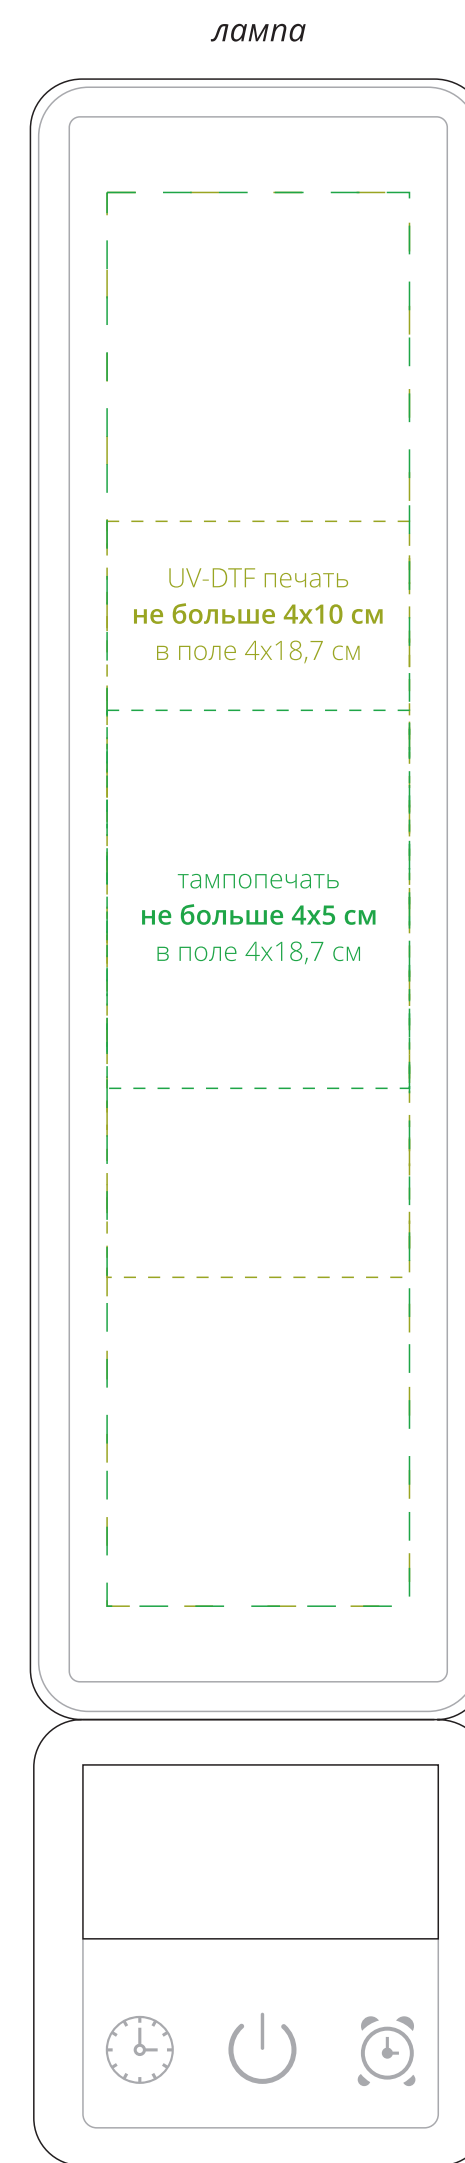 лампа
UV-DTF печать
не больше 4х10 см
в поле 4х18,7 см
тампопечать
не больше 4х5 см
в поле 4х18,7 см